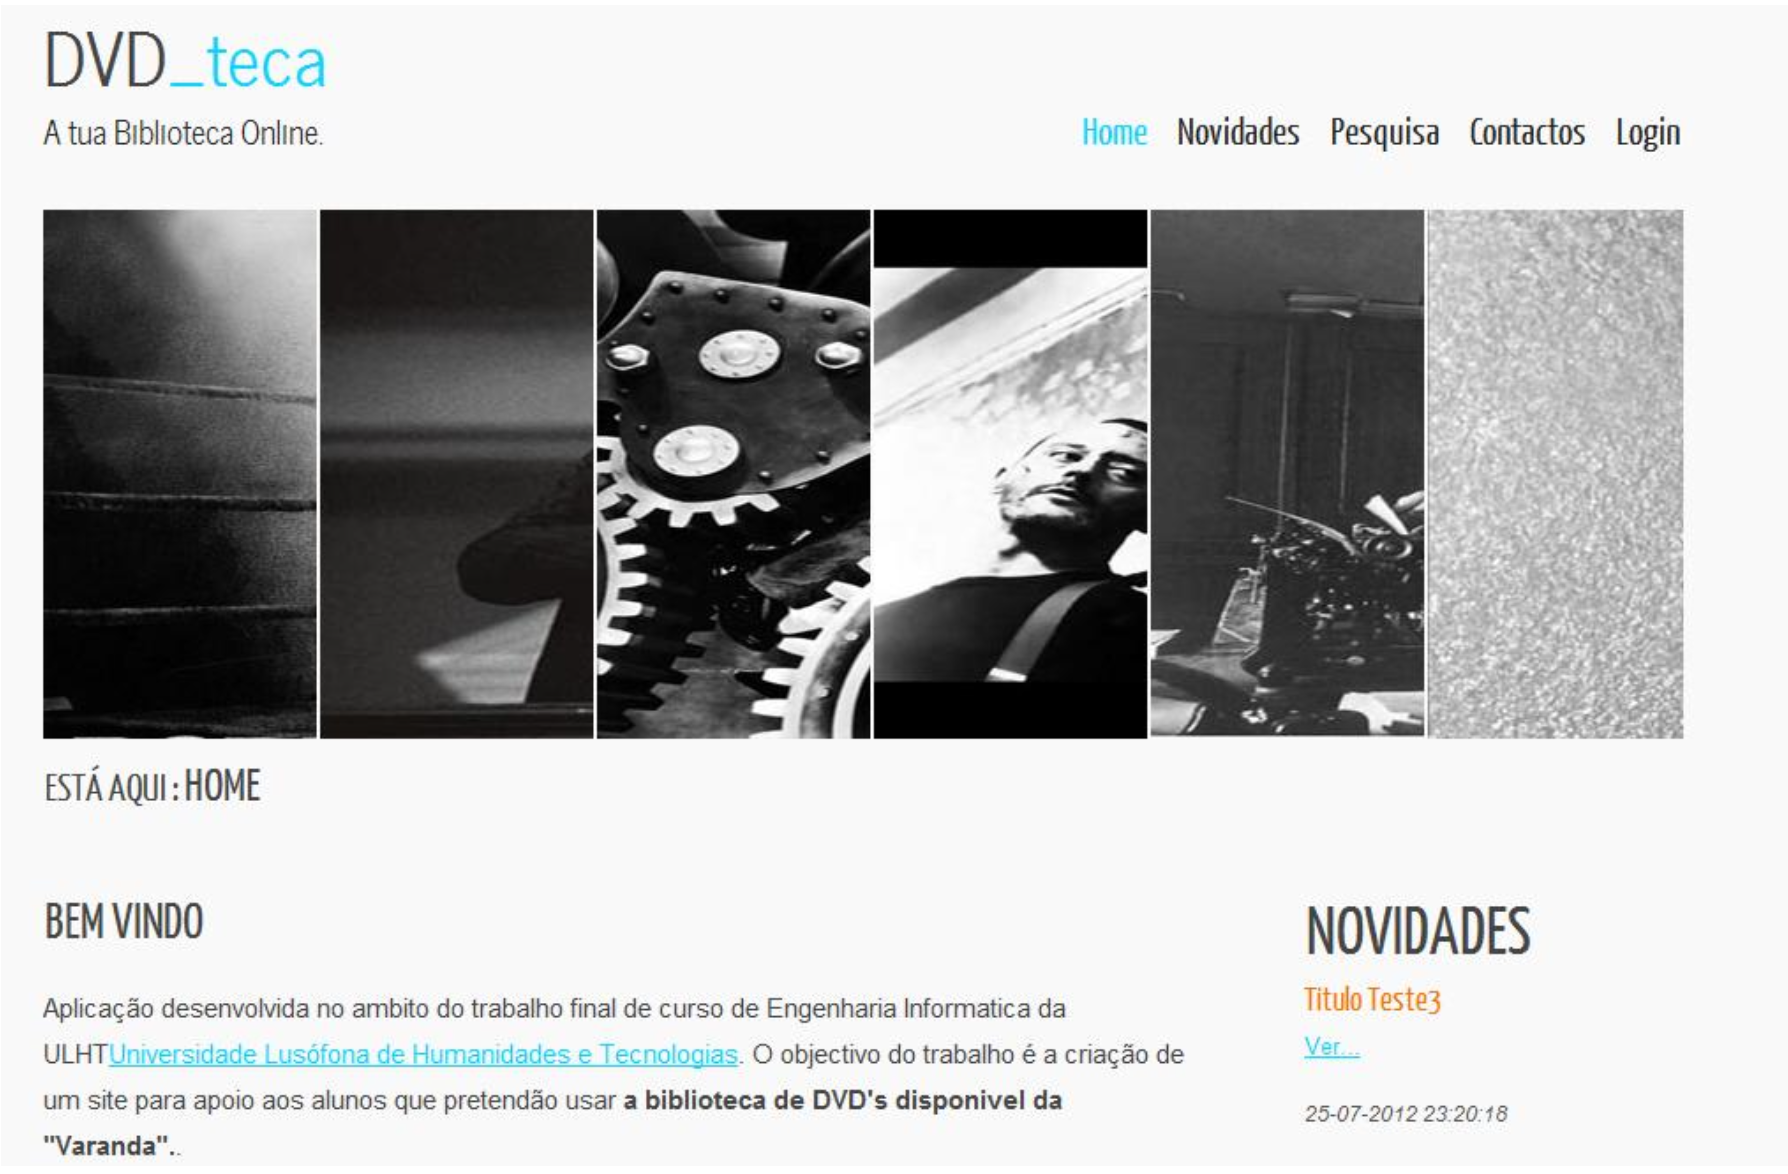 DVD_teca
A tua Biblioteca Online.
Home Novidades Pesquisa Contactos Login
ESTÁ AQUI : HOME
BEM VINDO
Aplicação desenvolvida no ambito do trabalho final de curso de Engenharia Informatica da
ULHTUniversidade Lusófona de Humanidades e Tecnologias. O objectivo do trabalho é a criação de
um site para apoio aos alunos que pretendão usar a biblioteca de DVD's disponivel da
"Varanda"..
NOVIDADES
Titulo Teste3
Ver...
25-07-2012 23:20:18